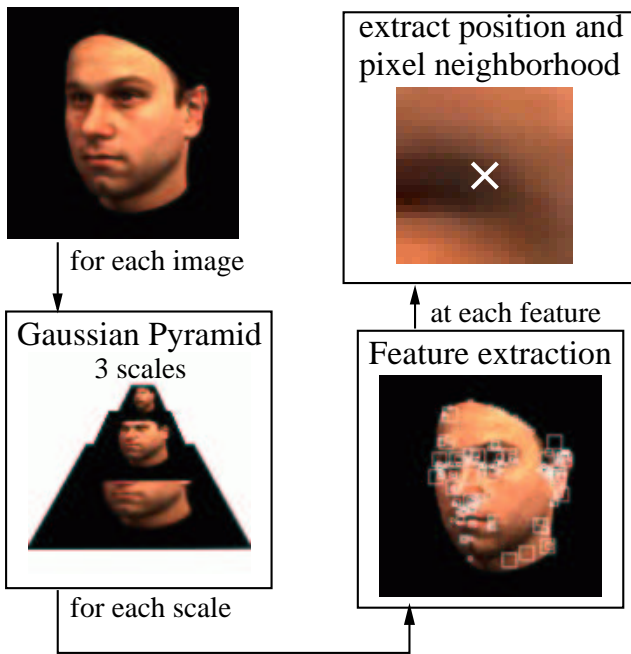 for each image
Gaussian Pyramid
3 scales
for each scale
Feature extraction
at each feature
extract position and
pixel neighborhood